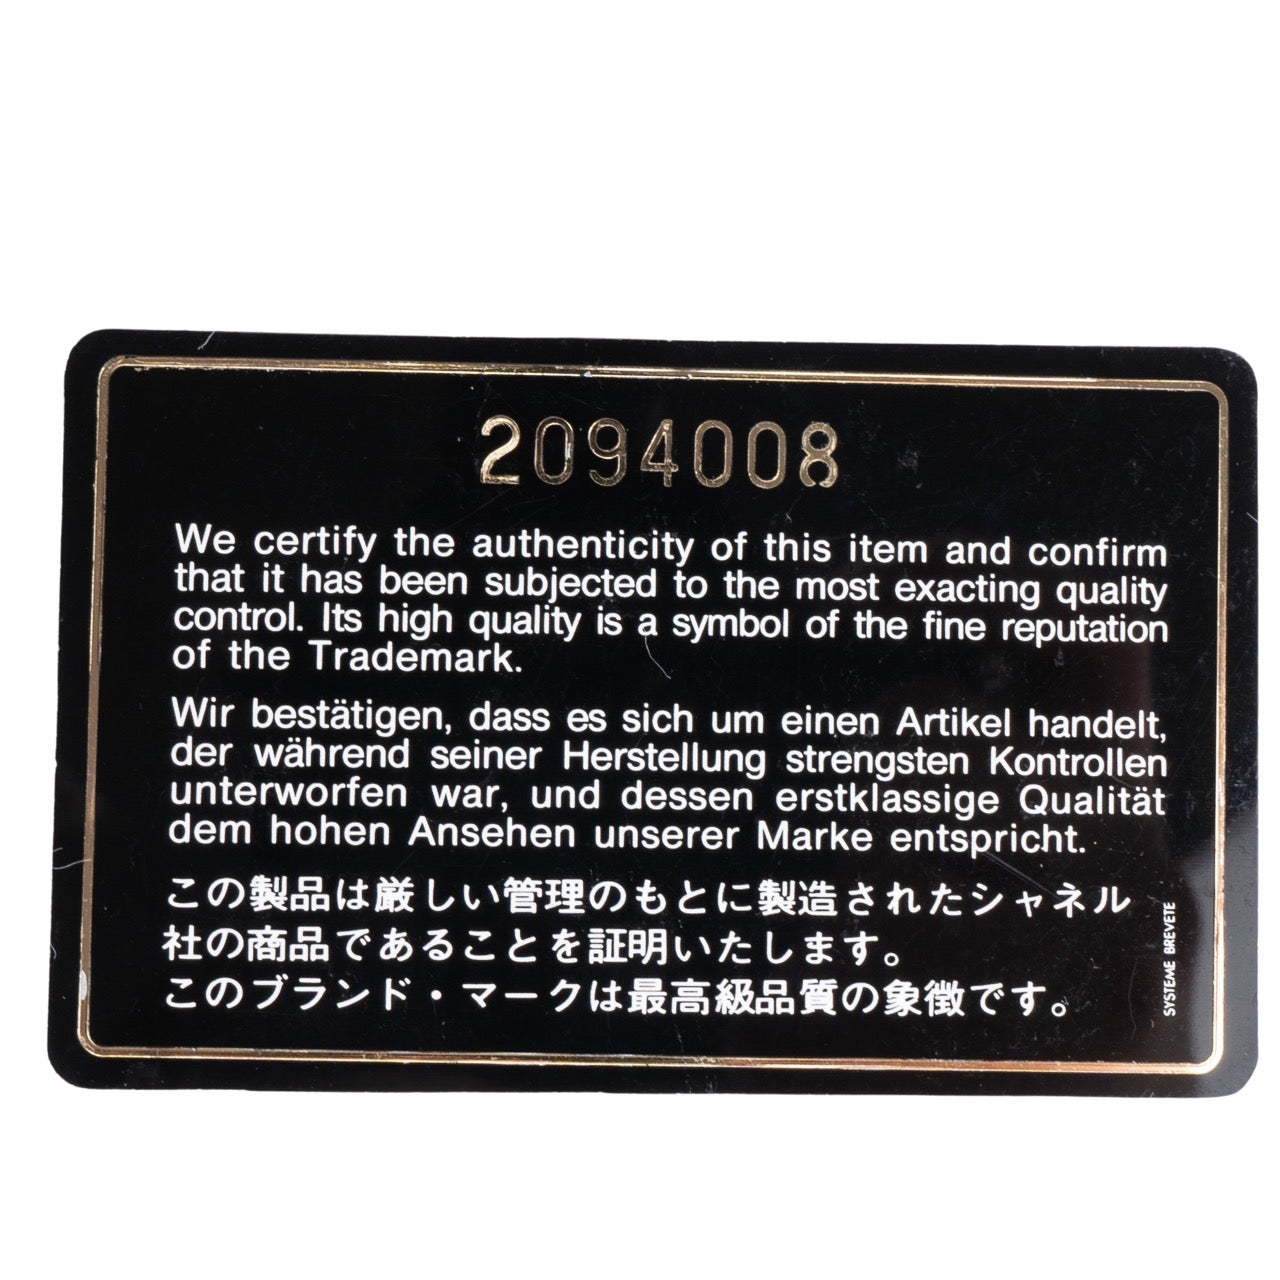 2094008
We certify the authenticity of this item and confirm
that it has been subjected to the most exacting quality
control. Its high quality is a symbol of the fine reputation
of the Trademark.
Wir bestätigen, dass es sich um einen Artikel handelt,
der während seiner Herstellung strengsten Kontrollen
unterworfen war, und dessen erstklassige Qualität
dem hohen Ansehen unserer Marke entspricht.
この製品は厳しい管理のもとに製造されたシャネル
社の商品であることを証明いたします。
このブランド・マークは最高級品質の象徴です。
SYSTEME BREVETE